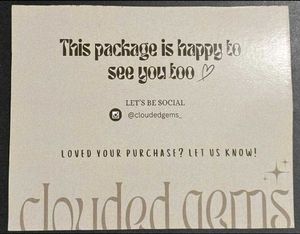 This package is happy to
see you too
LET'S BE SOCIAL
@cloudedgems_
LOVED YOUR PURCHASE? LET US KNOW!
clouded gems